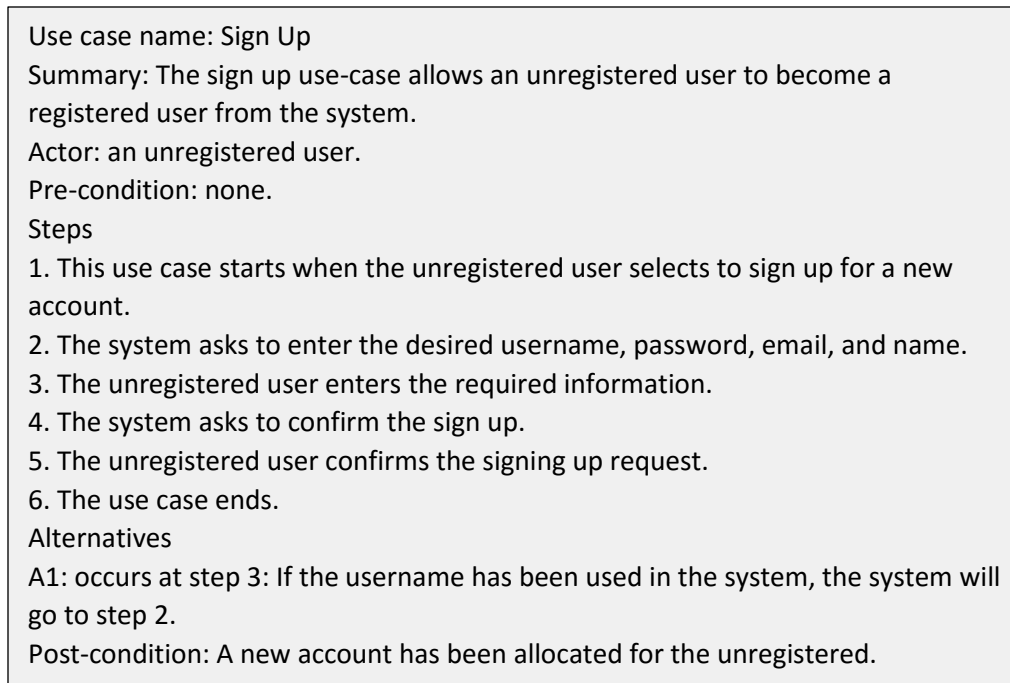 Use case name: Sign Up
Summary: The sign up use-case allows an unregistered user to become a
registered user from the system.
Actor: an unregistered user.
Pre-condition: none.
Steps
1. This use case starts when the unregistered user selects to sign up for a new
account.
2. The system asks to enter the desired username, password, email, and name.
3. The unregistered user enters the required information.
4. The system asks to confirm the sign up.
5. The unregistered user confirms the signing up request.
6. The use case ends.
Alternatives
A1: occurs at step 3: If the username has been used in the system, the system will
go to step 2.
Post-condition: A new account has been allocated for the unregistered.